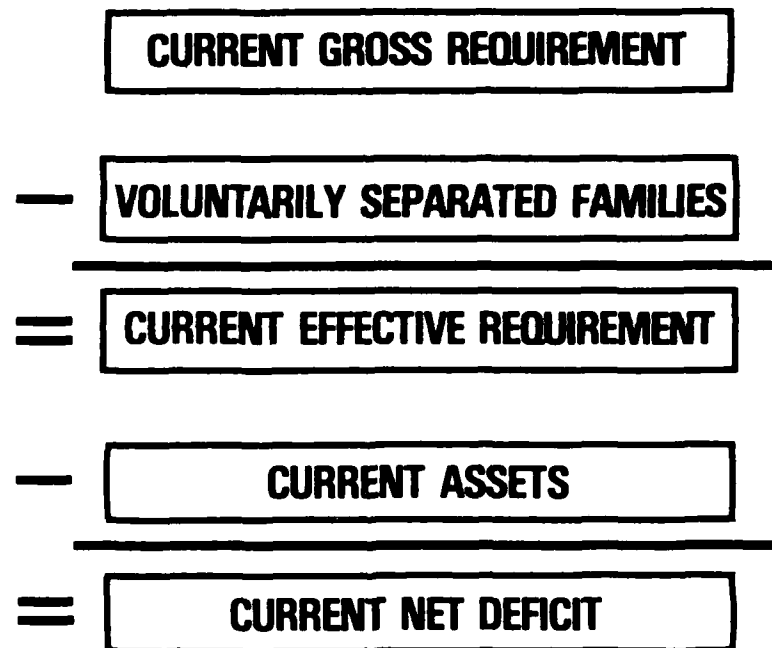 CURRENT GROSS REQUIREMENT
— VOLUNTARILY SEPARATED FAMILIES
= CURRENT EFFECTIVE REQUIREMENT
— CURRENT ASSETS
= CURRENT NET DEFICIT